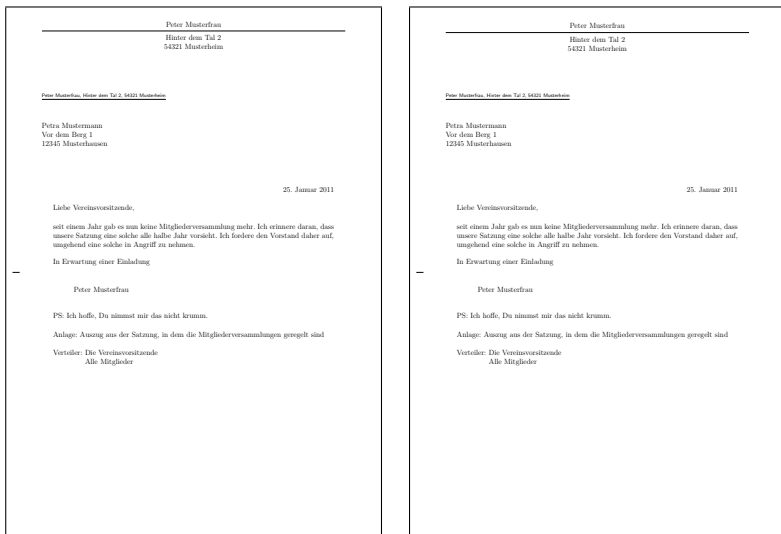 Peter Musterfrau
Hinter dem Tal 2
54321 Musterheim
Peter Musterfrau, Hinter dem Tal 2, 54321 Musterheim
Petra Mustermann
Vor dem Berg 1
12345 Musterhausen
25. Januar 2011
Liebe Vereinsvorsitzende,
seit einem Jahr gab es nun keine Mitgliederversammlung mehr. Ich erinnere daran, dass
unsere Satzung eine solche alle halbe Jahr vorsieht. Ich fordere den Vorstand daher auf,
umgehend eine solche in Angriff zu nehmen.
In Erwartung einer Einladung
Peter Musterfrau
PS: Ich hoffe, Du nimmst mir das nicht krumm.
Anlage: Auszug aus der Satzung, in dem die Mitgliederversammlungen geregelt sind
Verteiler: Die Vereinsvorsitzende
Alle Mitglieder
Peter Musterfrau
Hinter dem Tal 2
54321 Musterheim
Peter Musterfrau, Hinter dem Tal 2, 54321 Musterheim
Petra Mustermann
Vor dem Berg 1
12345 Musterhausen
25. Januar 2011
Liebe Vereinsvorsitzende,
seit einem Jahr gab es nun keine Mitgliederversammlung mehr. Ich erinnere daran, dass
unsere Satzung eine solche alle halbe Jahr vorsieht. Ich fordere den Vorstand daher auf,
umgehend eine solche in Angriff zu nehmen.
In Erwartung einer Einladung
Peter Musterfrau
PS: Ich hoffe, Du nimmst mir das nicht krumm.
Anlage: Auszug aus der Satzung, in dem die Mitgliederversammlungen geregelt sind
Verteiler: Die Vereinsvorsitzende
Alle Mitglieder